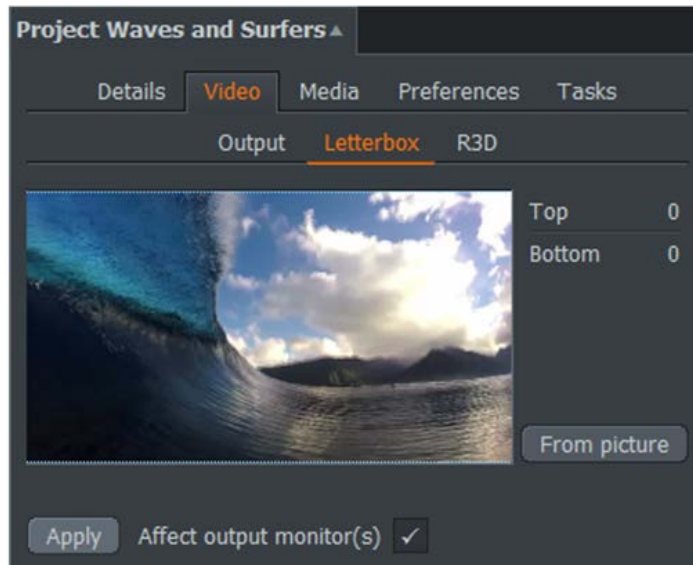 Project Waves and Surfers
Details Video Media Preferences Tasks
Output Letterbox R3D
Top 0
Bottom 0
From picture
Apply Affect output monitor(s)